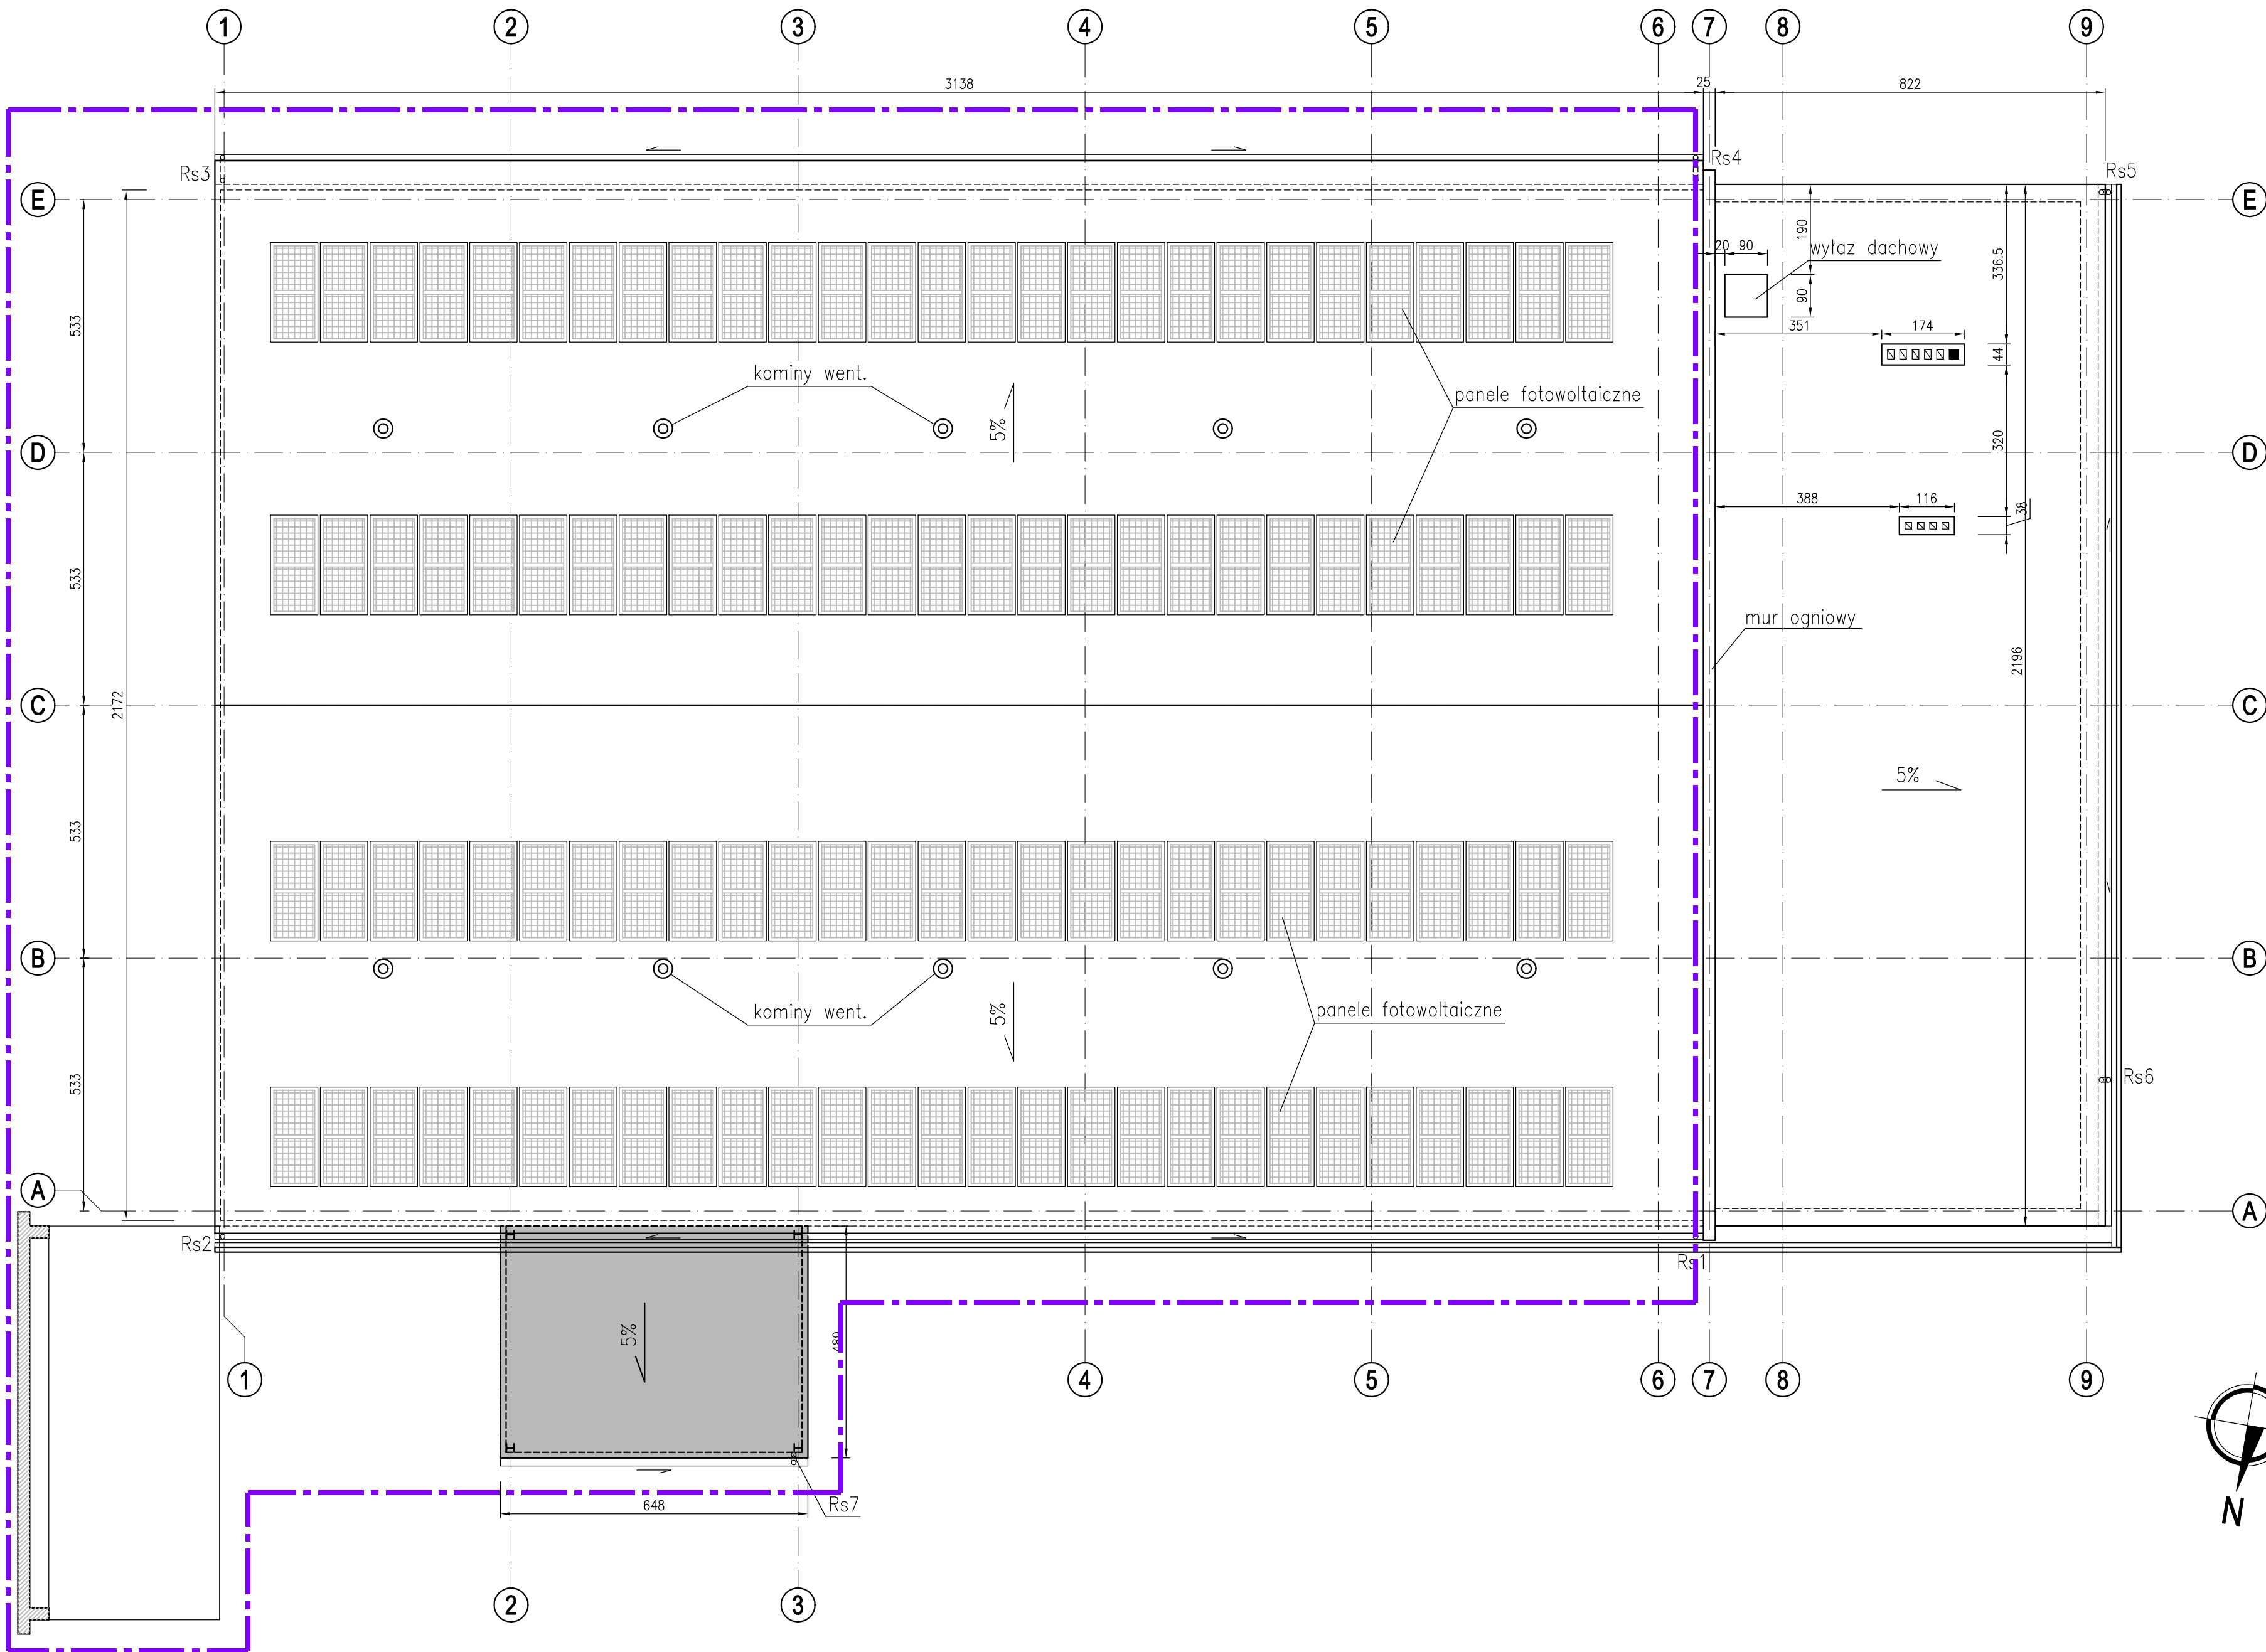 1 2 3 4 5 6 7 8 9
3138 25 822
Rs3 Rs4 Rs5
E E
190
20 90
wyłaz dachowy
336.5
90
533
351 174
44
kominy went.
panele fotowoltaiczne
5%
320
D D
388 116
38
533
mur ogniowy
2172
2196
C C
5%
533
B B
kominy went.
5%
panele fotowoltaiczne
533
Rs6
A A
Rs2 Rs1
5%
489
1 4 5 6 7 8 9
648
Rs7
N
2 3